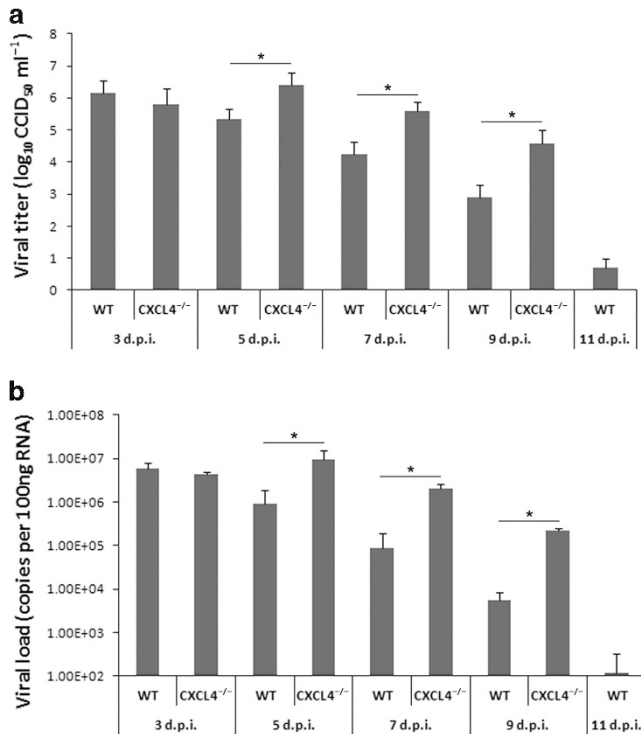 a
Viral titer (log₁₀ CCID₅₀ ml⁻¹)
8
7
6
5
4
3
2
1
0
* * *
WT CXCL4⁻/⁻ WT CXCL4⁻/⁻ WT CXCL4⁻/⁻ WT CXCL4⁻/⁻ WT
3 d.p.i. 5 d.p.i. 7 d.p.i. 9 d.p.i. 11 d.p.i.
b
Viral load (copies per 100ng RNA)
1.00E+08
1.00E+07
1.00E+06
1.00E+05
1.00E+04
1.00E+03
1.00E+02
* * *
WT CXCL4⁻/⁻ WT CXCL4⁻/⁻ WT CXCL4⁻/⁻ WT CXCL4⁻/⁻ WT
3 d.p.i. 5 d.p.i. 7 d.p.i. 9 d.p.i. 11 d.p.i.